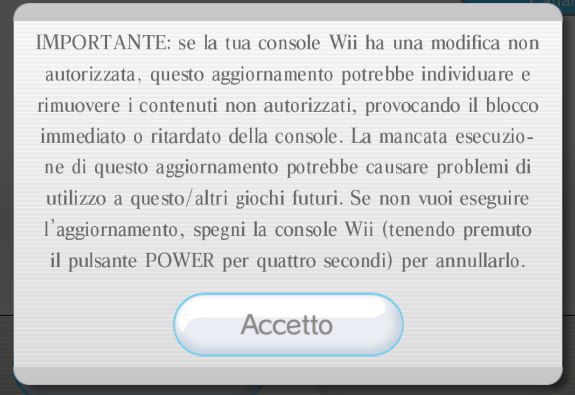 IMPORTANTE: se la tua console Wii ha una modifica non
autorizzata, questo aggiornamento potrebbe individuare e
rimuovere i contenuti non autorizzati, provocando il blocco
immediato o ritardato della console. La mancata esecuzio-
ne di questo aggiornamento potrebbe causare problemi di
utilizzo a questo/altri giochi futuri. Se non vuoi eseguire
l'aggiornamento, spegni la console Wii (tenendo premuto
il pulsante POWER per quattro secondi) per annullarlo.
Accetto